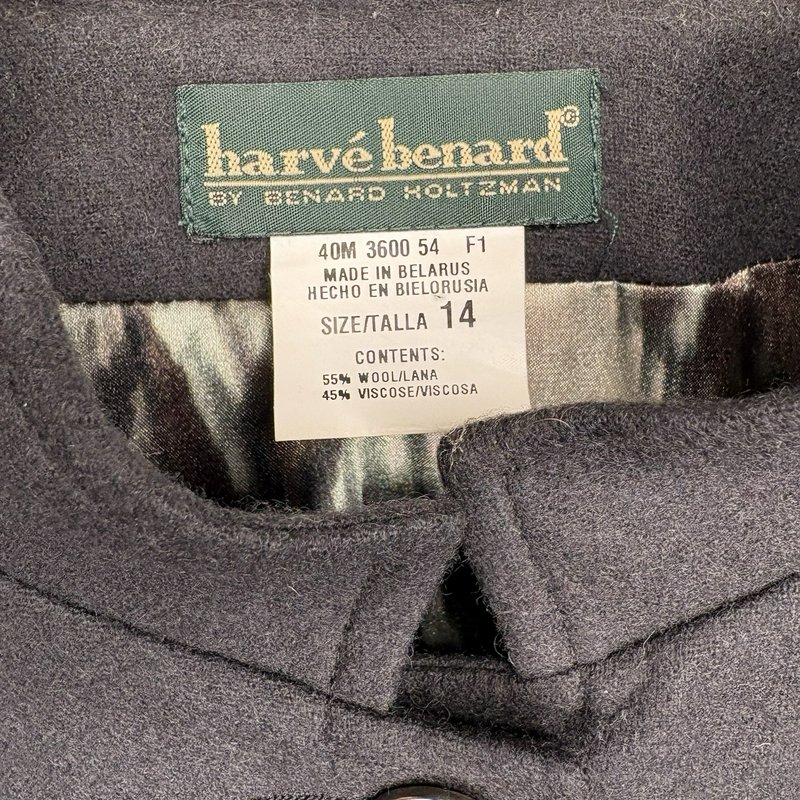 harvé benard®
BY BENARD HOLTZMAN
40M 3600 54 F1
MADE IN BELARUS
HECHO EN BIELORUSIA
SIZE/TALLA 14
CONTENTS:
55% WOOL/LANA
45% VISCOSE/VISCOSA